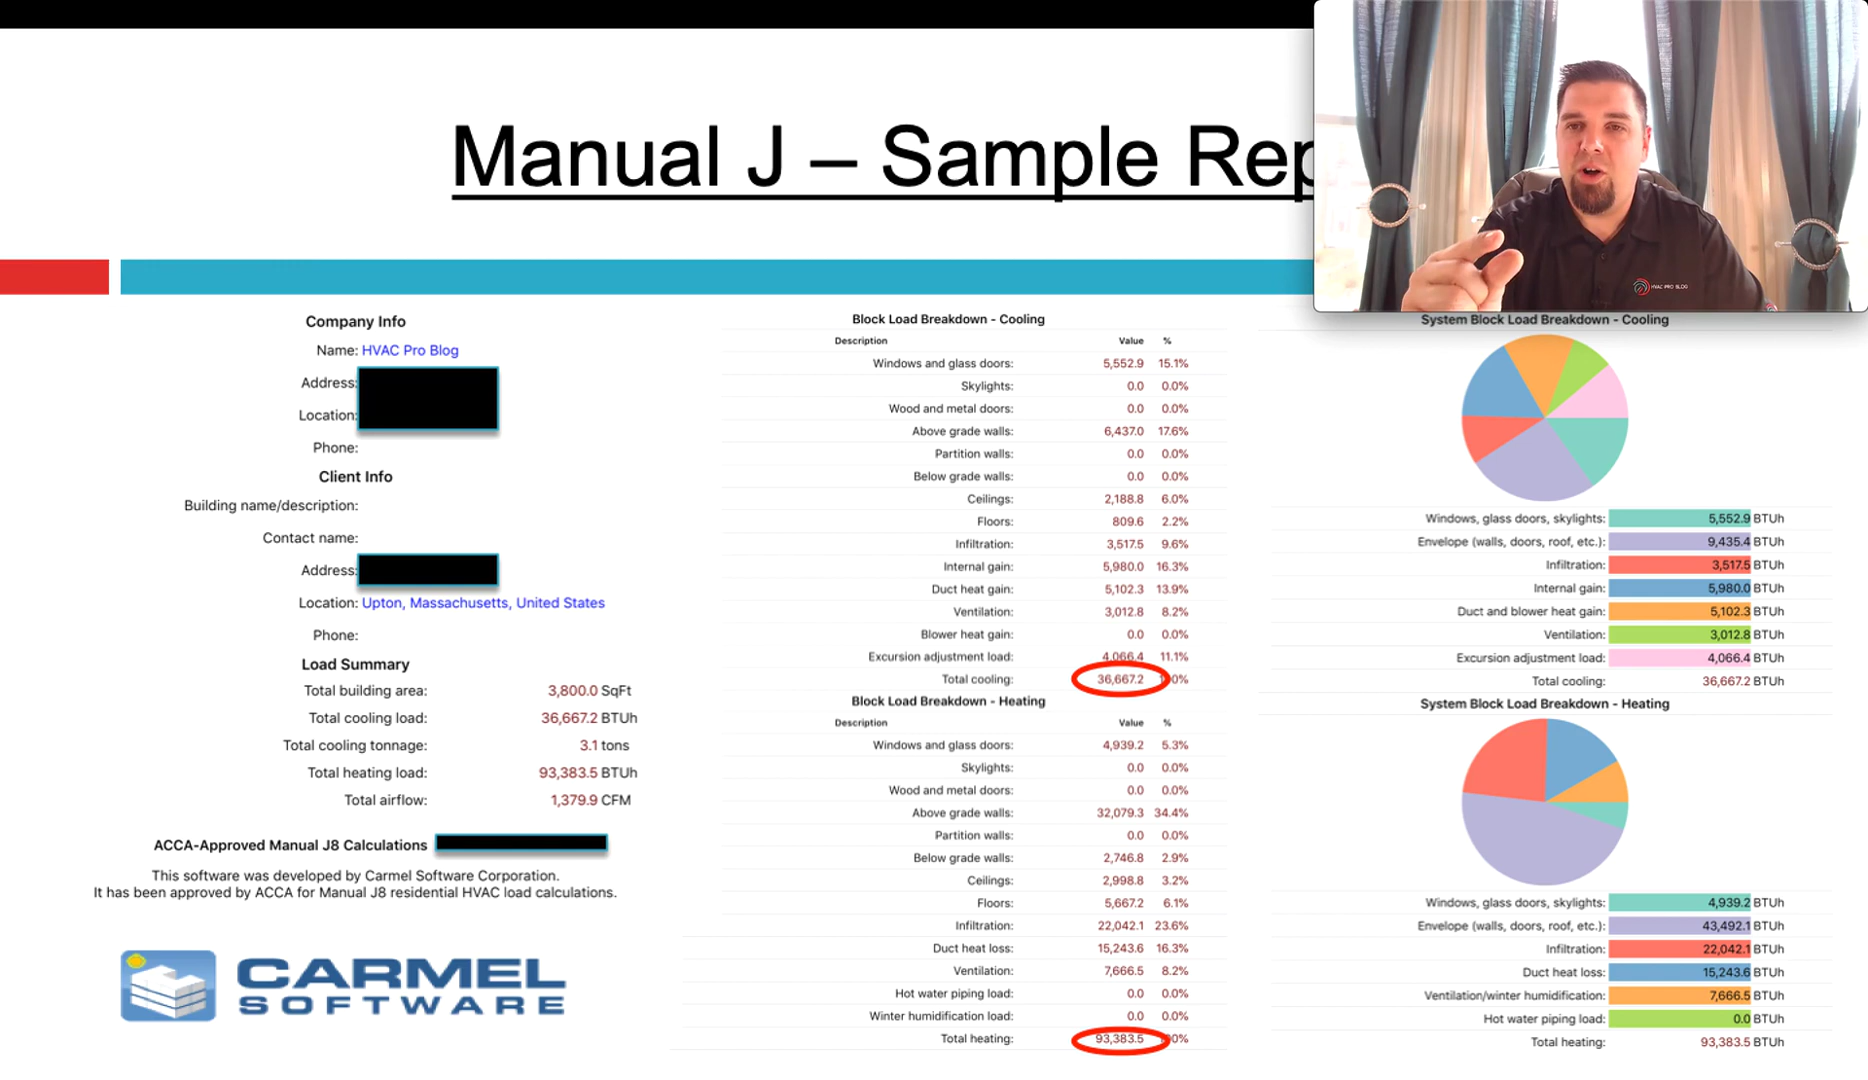 Manual J – Sample Rep
HVAC PRO BLOG
Company Info
Name: HVAC Pro Blog
Address:
Location:
Phone:
Client Info
Building name/description:
Contact name:
Address:
Location: Upton, Massachusetts, United States
Phone:
Load Summary
Total building area: 3,800.0 SqFt
Total cooling load: 36,667.2 BTUh
Total cooling tonnage: 3.1 tons
Total heating load: 93,383.5 BTUh
Total airflow: 1,379.9 CFM
ACCA-Approved Manual J8 Calculations
This software was developed by Carmel Software Corporation.
It has been approved by ACCA for Manual J8 residential HVAC load calculations.
CARMEL
SOFTWARE
Block Load Breakdown - Cooling
Description Value %
Windows and glass doors: 5,552.9 15.1%
Skylights: 0.0 0.0%
Wood and metal doors: 0.0 0.0%
Above grade walls: 6,437.0 17.6%
Partition walls: 0.0 0.0%
Below grade walls: 0.0 0.0%
Ceilings: 2,188.8 6.0%
Floors: 809.6 2.2%
Infiltration: 3,517.5 9.6%
Internal gain: 5,980.0 16.3%
Duct heat gain: 5,102.3 13.9%
Ventilation: 3,012.8 8.2%
Blower heat gain: 0.0 0.0%
Excursion adjustment load: 4,066.4 11.1%
Total cooling: 36,667.2 100%
Block Load Breakdown - Heating
Description Value %
Windows and glass doors: 4,939.2 5.3%
Skylights: 0.0 0.0%
Wood and metal doors: 0.0 0.0%
Above grade walls: 32,079.3 34.4%
Partition walls: 0.0 0.0%
Below grade walls: 2,746.8 2.9%
Ceilings: 2,998.8 3.2%
Floors: 5,667.2 6.1%
Infiltration: 22,042.1 23.6%
Duct heat loss: 15,243.6 16.3%
Ventilation: 7,666.5 8.2%
Hot water piping load: 0.0 0.0%
Winter humidification load: 0.0 0.0%
Total heating: 93,383.5 100%
System Block Load Breakdown - Cooling
Windows, glass doors, skylights: 5,552.9 BTUh
Envelope (walls, doors, roof, etc.): 9,435.4 BTUh
Infiltration: 3,517.5 BTUh
Internal gain: 5,980.0 BTUh
Duct and blower heat gain: 5,102.3 BTUh
Ventilation: 3,012.8 BTUh
Excursion adjustment load: 4,066.4 BTUh
Total cooling: 36,667.2 BTUh
System Block Load Breakdown - Heating
Windows, glass doors, skylights: 4,939.2 BTUh
Envelope (walls, doors, roof, etc.): 43,492.1 BTUh
Infiltration: 22,042.1 BTUh
Duct heat loss: 15,243.6 BTUh
Ventilation/winter humidification: 7,666.5 BTUh
Hot water piping load: 0.0 BTUh
Total heating: 93,383.5 BTUh